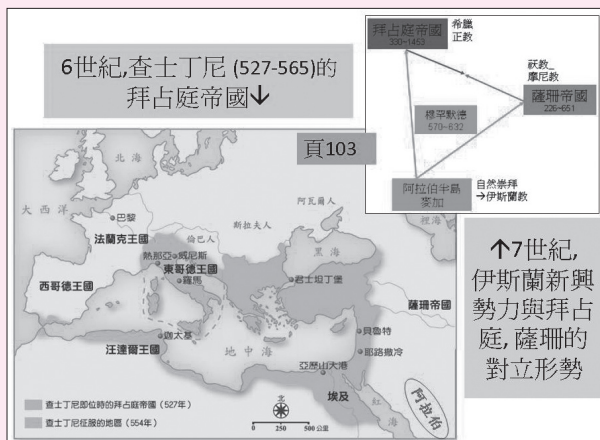 6世紀,查士丁尼 (527-565)的
拜占庭帝國↓
拜占庭帝國
330~1453
希臘
正教
祅教_
摩尼教
薩珊帝國
226~651
穆罕默德
570~632
阿拉伯半島
麥加
自然崇拜
→伊斯蘭教
頁103
↑7世紀,
伊斯蘭新興
勢力與拜占
庭, 薩珊的
對立形勢
北海
大西洋
巴黎
法蘭克王國
倫巴人
斯拉夫人
阿瓦爾人
裡海
黑海
熱那亞
威尼斯
東哥德王國
羅馬
君士坦丁堡
西哥德王國
薩珊帝國
迦太基
汪達爾王國
地中海
貝魯特
耶路撒冷
亞歷山大港
埃及
紅海
阿拉伯
查士丁尼即位時的拜占庭帝國（527年）
查士丁尼征服的地區（554年）
北
0 250 500 公里